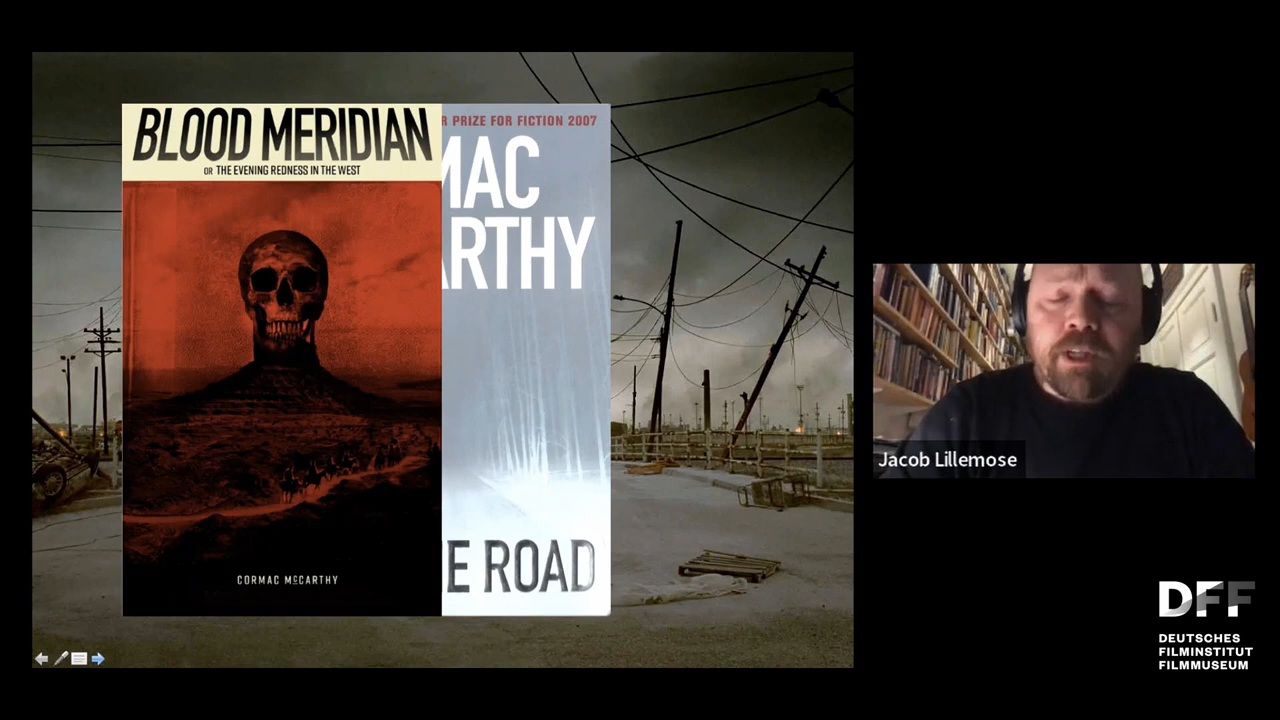 BLOOD MERIDIAN
OR THE EVENING REDNESS IN THE WEST
CORMAC McCARTHY
R PRIZE FOR FICTION 2007
MAC
ARTHY
E ROAD
Jacob Lillemose
DFF
DEUTSCHES
FILMINSTITUT
FILMMUSEUM